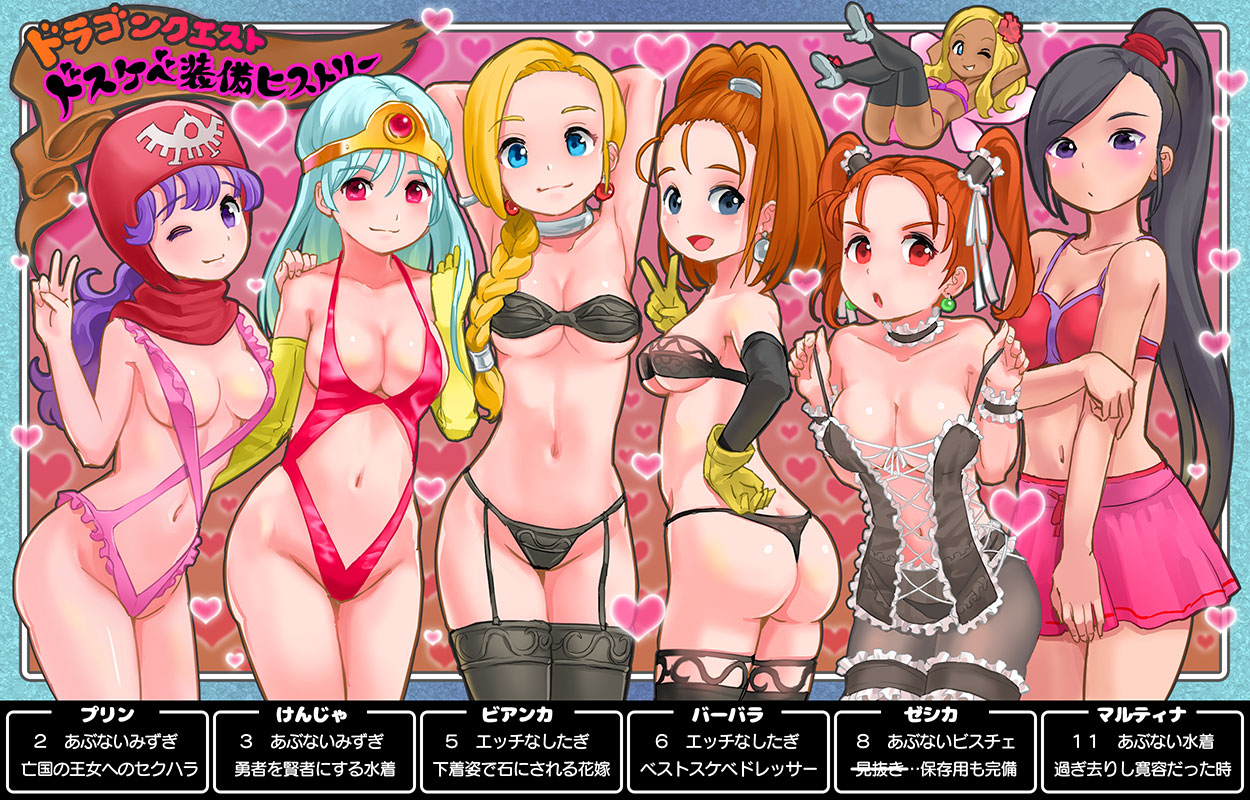 ドラゴンクエスト
ドスケベ装備ヒストリー
プリン
2 あぶないみずぎ
亡国の王女へのセクハラ
けんじゃ
3 あぶないみずぎ
勇者を賢者にする水着
ビアンカ
5 エッチなしたぎ
下着姿で石にされる花嫁
バーバラ
6 エッチなしたぎ
ベストスケベドレッサー
ゼシカ
8 あぶないビスチェ
見抜き…保存用も完備
マルティナ
11 あぶない水着
過ぎ去りし寛容だった時